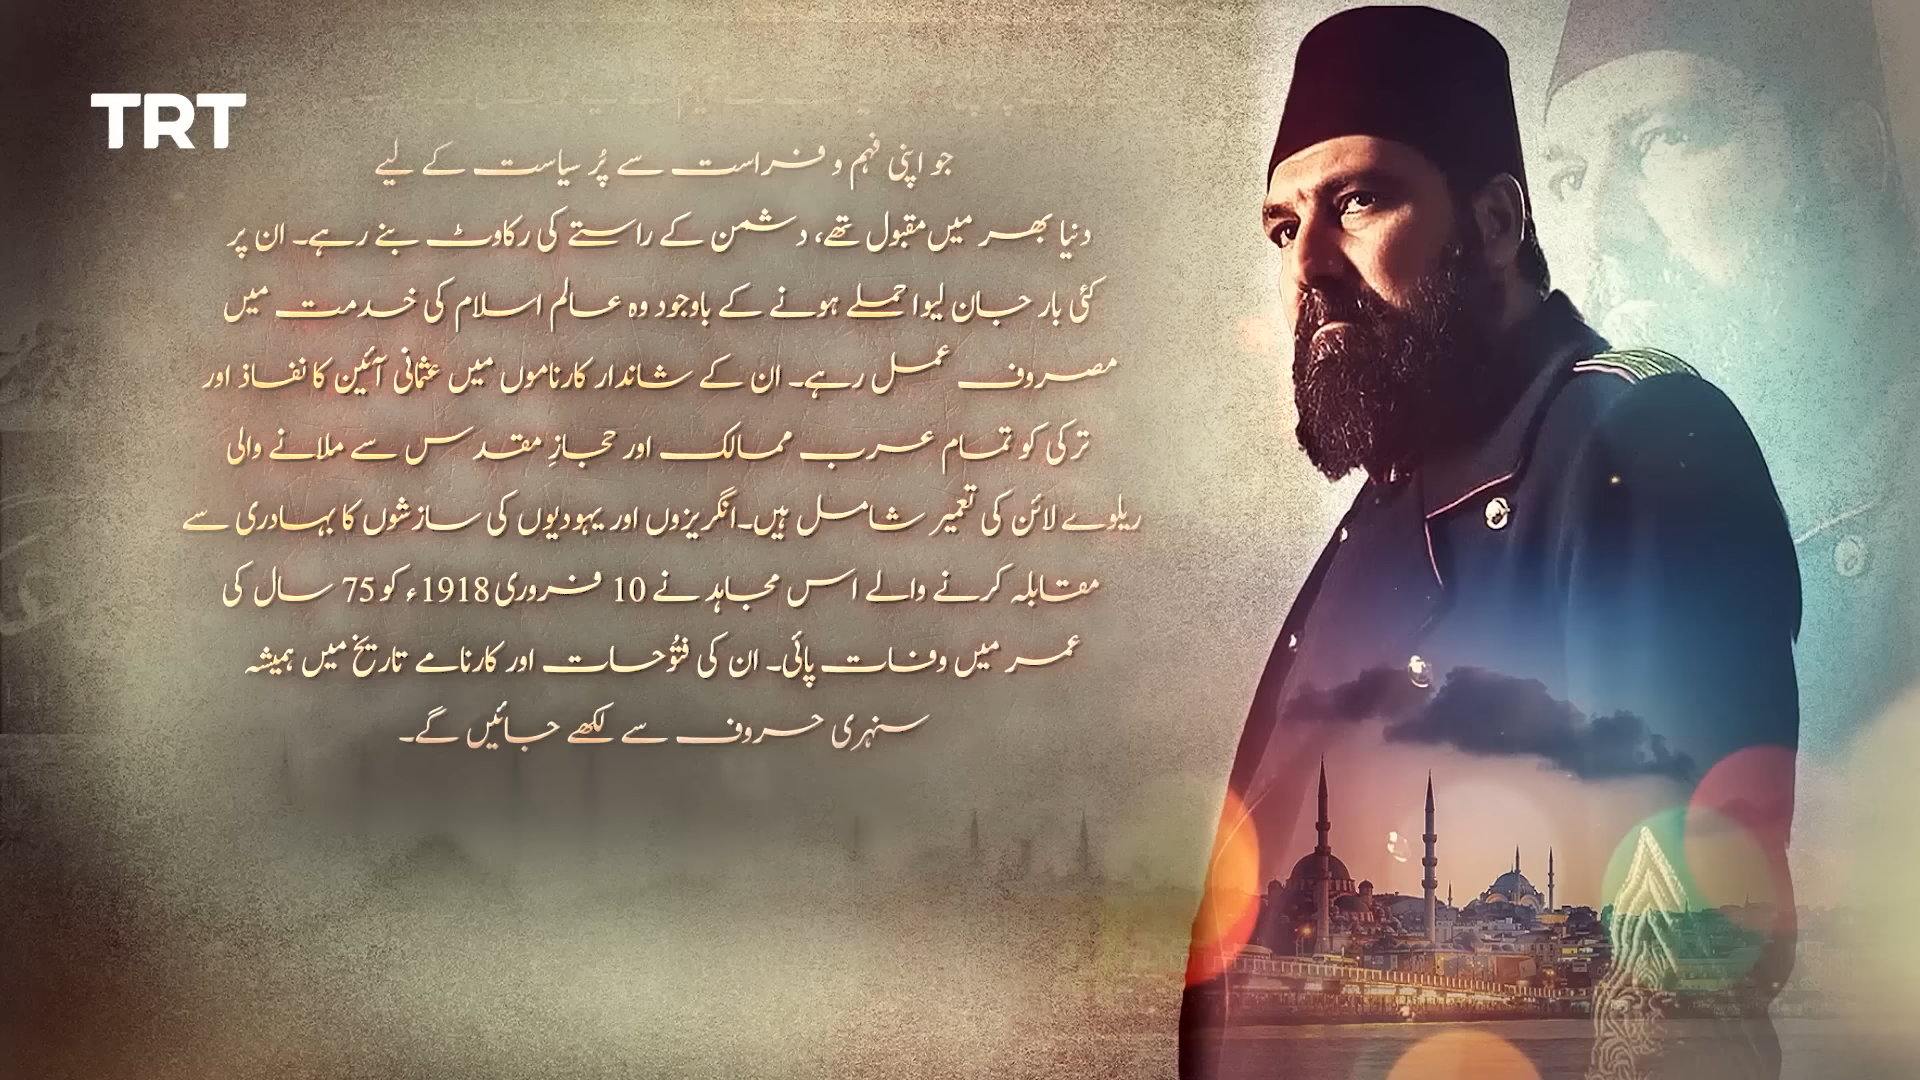 TRT
جو اپنی فہم و فراست سے پُر سیاست کے لیے
دنیا بھر میں مقبول تھے، دشمن کے راستے کی رکاوٹ بنے رہے۔ ان پر
کئی بار جان لیوا حملے ہونے کے باوجود وہ عالم اسلام کی خدمت میں
مصروف عمل رہے۔ ان کے شاندار کارناموں میں عثمانی آئین کا نفاذ اور
ترکی کو تمام عرب ممالک اور حجازِ مقدس سے ملانے والی
ریلوے لائن کی تعمیر شامل ہیں۔ انگریزوں اور یہودیوں کی سازشوں کا بہادری سے
مقابلہ کرنے والے اس مجاہد نے 10 فروری 1918ء کو 75 سال کی
عمر میں وفات پائی۔ ان کی فتُوحات اور کارنامے تاریخ میں ہمیشہ
سنہری حروف سے لکھے جائیں گے۔